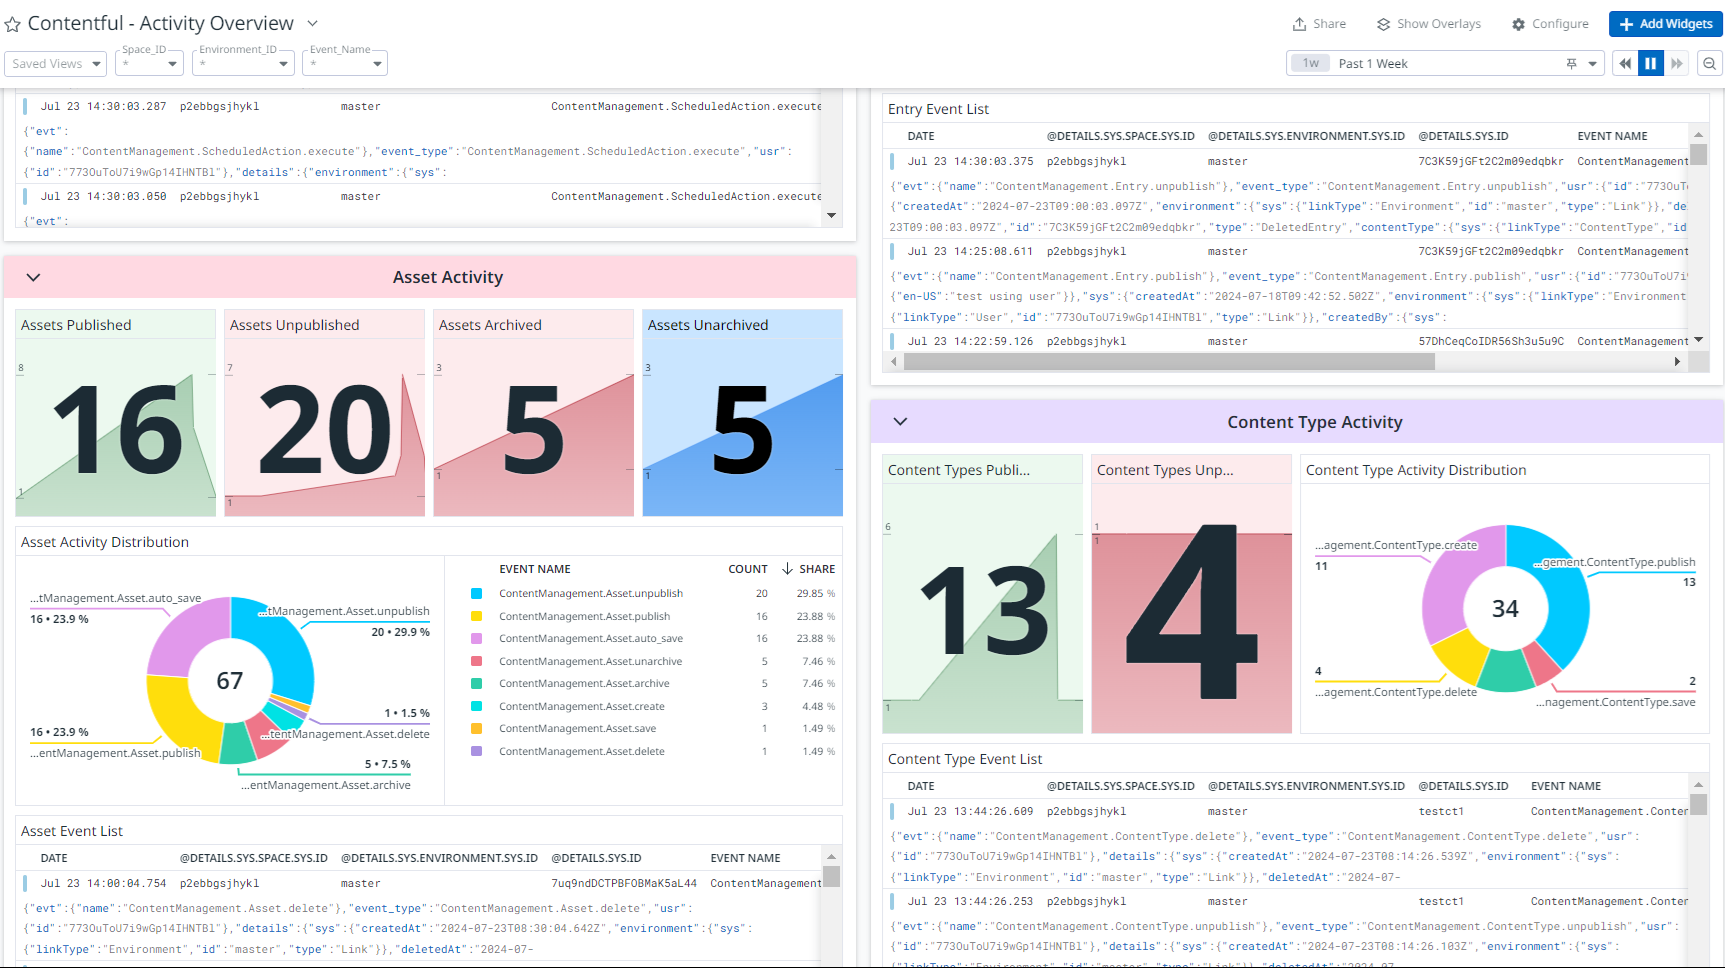 Contentful - Activity Overview
Share
Show Overlays
Configure
Add Widgets
Saved Views
Space_ID
*
Environment_ID
*
Event_Name
*
1w Past 1 Week
Jul 23 14:30:03.287 p2ebbgsjhykl master ContentManagement.ScheduledAction.execute
{"evt":
{"name":"ContentManagement.ScheduledAction.execute"},"event_type":"ContentManagement.ScheduledAction.execute","usr":
{"id":"773OuToU7i9wGp14IHNTBl"},"details":{"environment":{"sys":
Jul 23 14:30:03.050 p2ebbgsjhykl master ContentManagement.ScheduledAction.execute
{"evt":
Asset Activity
Assets Published
8
16
1
Assets Unpublished
7
20
1
Assets Archived
3
5
1
Assets Unarchived
3
5
1
Asset Activity Distribution
...tManagement.Asset.auto_save
16 • 23.9 %
...tManagement.Asset.unpublish
20 • 29.9 %
67
1 • 1.5 %
...tentManagement.Asset.delete
16 • 23.9 %
...entManagement.Asset.publish
5 • 7.5 %
...entManagement.Asset.archive
EVENT NAME COUNT SHARE
ContentManagement.Asset.unpublish 20 29.85 %
ContentManagement.Asset.publish 16 23.88 %
ContentManagement.Asset.auto_save 16 23.88 %
ContentManagement.Asset.unarchive 5 7.46 %
ContentManagement.Asset.archive 5 7.46 %
ContentManagement.Asset.create 3 4.48 %
ContentManagement.Asset.save 1 1.49 %
ContentManagement.Asset.delete 1 1.49 %
Asset Event List
DATE @DETAILS.SYS.SPACE.SYS.ID @DETAILS.SYS.ENVIRONMENT.SYS.ID @DETAILS.SYS.ID EVENT NAME
Jul 23 14:00:04.754 p2ebbgsjhykl master 7uq9ndDCTPBFOBMaK5aL44 ContentManagement
{"evt":{"name":"ContentManagement.Asset.delete"},"event_type":"ContentManagement.Asset.delete","usr":
{"id":"773OuToU7i9wGp14IHNTBl"},"details":{"sys":{"createdAt":"2024-07-23T08:30:04.642Z","environment":{"sys":
{"linkType":"Environment","id":"master","type":"Link"}},"deletedAt":"2024-07-
Entry Event List
DATE @DETAILS.SYS.SPACE.SYS.ID @DETAILS.SYS.ENVIRONMENT.SYS.ID @DETAILS.SYS.ID EVENT NAME
Jul 23 14:30:03.375 p2ebbgsjhykl master 7C3K59jGFt2C2m09edqbkr ContentManagement
{"evt":{"name":"ContentManagement.Entry.unpublish"},"event_type":"ContentManagement.Entry.unpublish","usr":{"id":"773OuTo
{"createdAt":"2024-07-23T09:00:03.097Z","environment":{"sys":{"linkType":"Environment","id":"master","type":"Link"}},"de
23T09:00:03.097Z","id":"7C3K59jGFt2C2m09edqbkr","type":"DeletedEntry","contentType":{"sys":{"linkType":"ContentType","id
Jul 23 14:25:08.611 p2ebbgsjhykl master 7C3K59jGFt2C2m09edqbkr ContentManagement
{"evt":{"name":"ContentManagement.Entry.publish"},"event_type":"ContentManagement.Entry.publish","usr":{"id":"773OuToU7i
{"en-US":"test using user"}},"sys":{"createdAt":"2024-07-18T09:42:52.502Z","environment":{"sys":{"linkType":"Environment
{"linkType":"User","id":"773OuToU7i9wGp14IHNTBl","type":"Link"}},"createdBy":{"sys":
Jul 23 14:22:59.126 p2ebbgsjhykl master 57DhCeqCoIDR56Sh3u5u9C ContentManagement
Content Type Activity
Content Types Publi...
6
13
1
Content Types Unp...
1
1
4
Content Type Activity Distribution
...agement.ContentType.create
11
...gement.ContentType.publish
13
34
4
...agement.ContentType.delete
2
...nagement.ContentType.save
Content Type Event List
DATE @DETAILS.SYS.SPACE.SYS.ID @DETAILS.SYS.ENVIRONMENT.SYS.ID @DETAILS.SYS.ID EVENT NAME
Jul 23 13:44:26.609 p2ebbgsjhykl master testct1 ContentManagement.Conter
{"evt":{"name":"ContentManagement.ContentType.delete"},"event_type":"ContentManagement.ContentType.delete","usr":
{"id":"773OuToU7i9wGp14IHNTBl"},"details":{"sys":{"createdAt":"2024-07-23T08:14:26.539Z","environment":{"sys":
{"linkType":"Environment","id":"master","type":"Link"}},"deletedAt":"2024-07-
Jul 23 13:44:26.253 p2ebbgsjhykl master testct1 ContentManagement.Conter
{"evt":{"name":"ContentManagement.ContentType.unpublish"},"event_type":"ContentManagement.ContentType.unpublish","usr":
{"id":"773OuToU7i9wGp14IHNTBl"},"details":{"sys":{"createdAt":"2024-07-23T08:14:26.103Z","environment":{"sys":
{"linkType":"Environment","id":"master","type":"Link"}},"deletedAt":"2024-07-